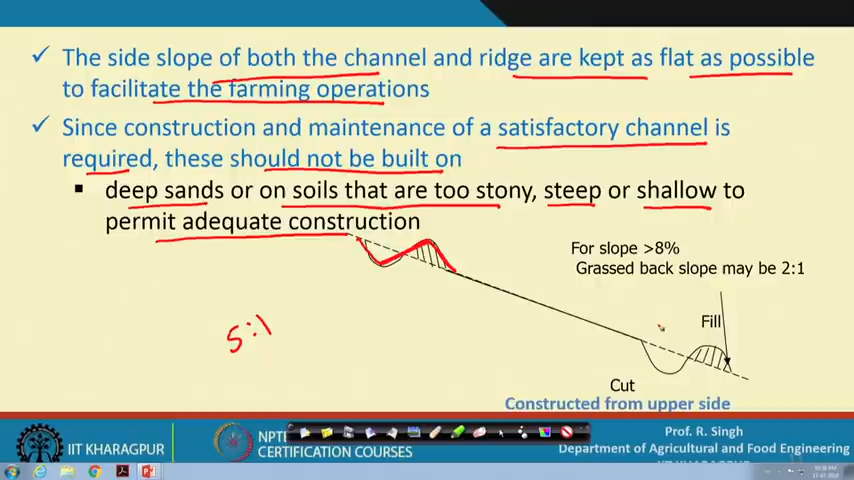 The side slope of both the channel and ridge are kept as flat as possible
to facilitate the farming operations
Since construction and maintenance of a satisfactory channel is
required, these should not be built on
deep sands or on soils that are too stony, steep or shallow to
permit adequate construction
For slope >8%
Grassed back slope may be 2:1
5:1
Fill
Cut
Constructed from upper side
IIT KHARAGPUR
NPTE
CERTIFICATION COURSES
Prof. R. Singh
Department of Agricultural and Food Engineering